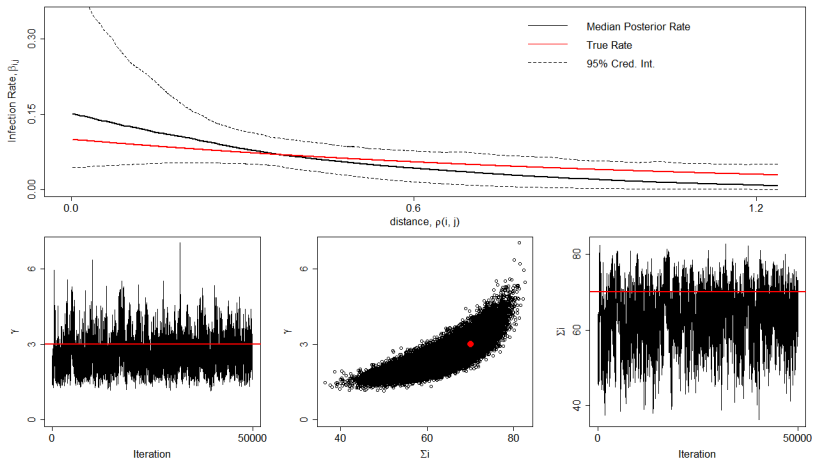 Infection Rate, βi,j
0.30
0.15
0.00
Median Posterior Rate
True Rate
95% Cred. Int.
0.0
0.6
1.2
distance, ρ(i, j)
γ
6
3
0
0
50000
Iteration
γ
6
3
0
40
60
80
Σi
Σi
80
60
40
0
50000
Iteration